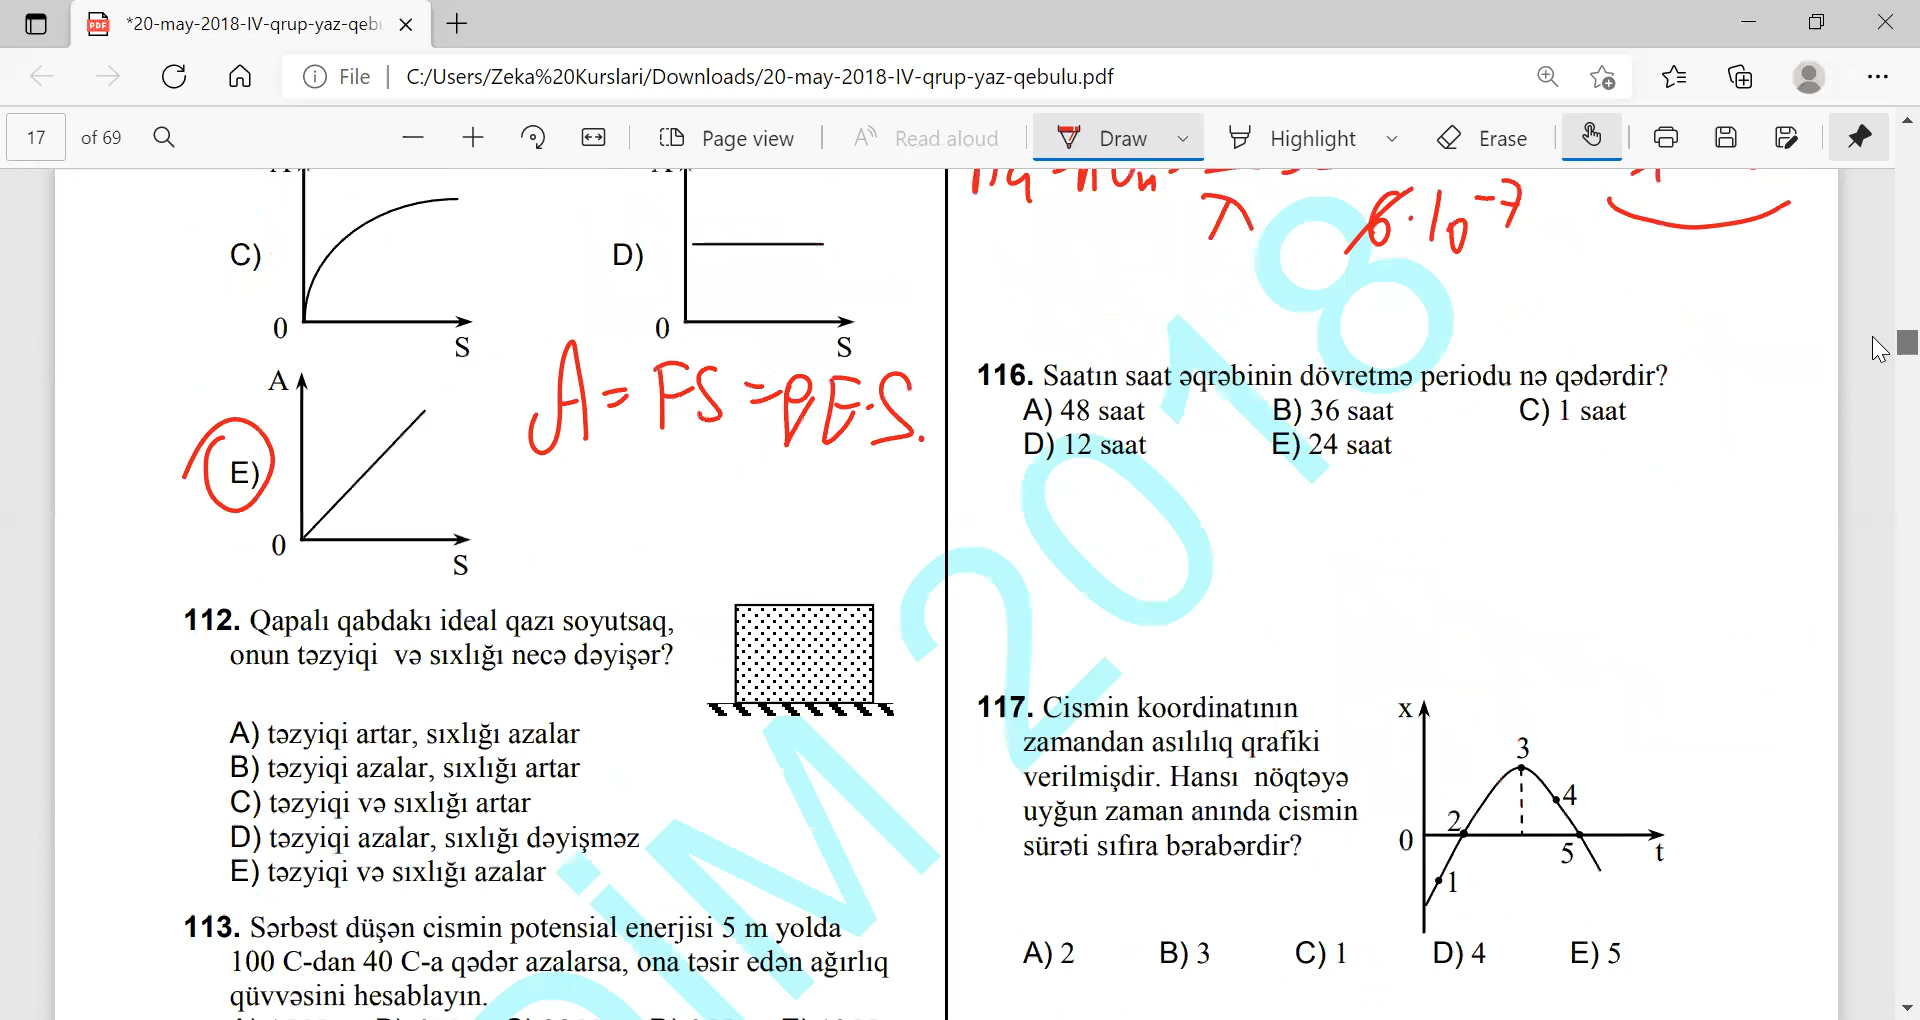 *20-may-2018-IV-qrup-yaz-qebu
File
C:/Users/Zeka%20Kurslari/Downloads/20-may-2018-IV-qrup-yaz-qebulu.pdf
17 of 69
Page view
Read aloud
Draw
Highlight
Erase
C)
0
S
D)
0
S
E)
A
0
S
A = FS = qE·S.
112. Qapalı qabdakı ideal qazı soyutsaq,
onun təzyiqi və sıxlığı necə dəyişər?
A) təzyiqi artar, sıxlığı azalar
B) təzyiqi azalar, sıxlığı artar
C) təzyiqi və sıxlığı artar
D) təzyiqi azalar, sıxlığı dəyişməz
E) təzyiqi və sıxlığı azalar
113. Sərbəst düşən cismin potensial enerjisi 5 m yolda
100 C-dan 40 C-a qədər azalarsa, ona təsir edən ağırlıq
qüvvəsini hesablayın.
λ 6·10⁻⁷
116. Saatın saat əqrəbinin dövretmə periodu nə qədərdir?
A) 48 saat B) 36 saat C) 1 saat
D) 12 saat E) 24 saat
117. Cismin koordinatının
zamandan asılılıq qrafiki
verilmişdir. Hansı nöqtəyə
uyğun zaman anında cismin
sürəti sıfıra bərabərdir?
x
3
4
2
0
5
t
1
A) 2 B) 3 C) 1 D) 4 E) 5
DİM 2018